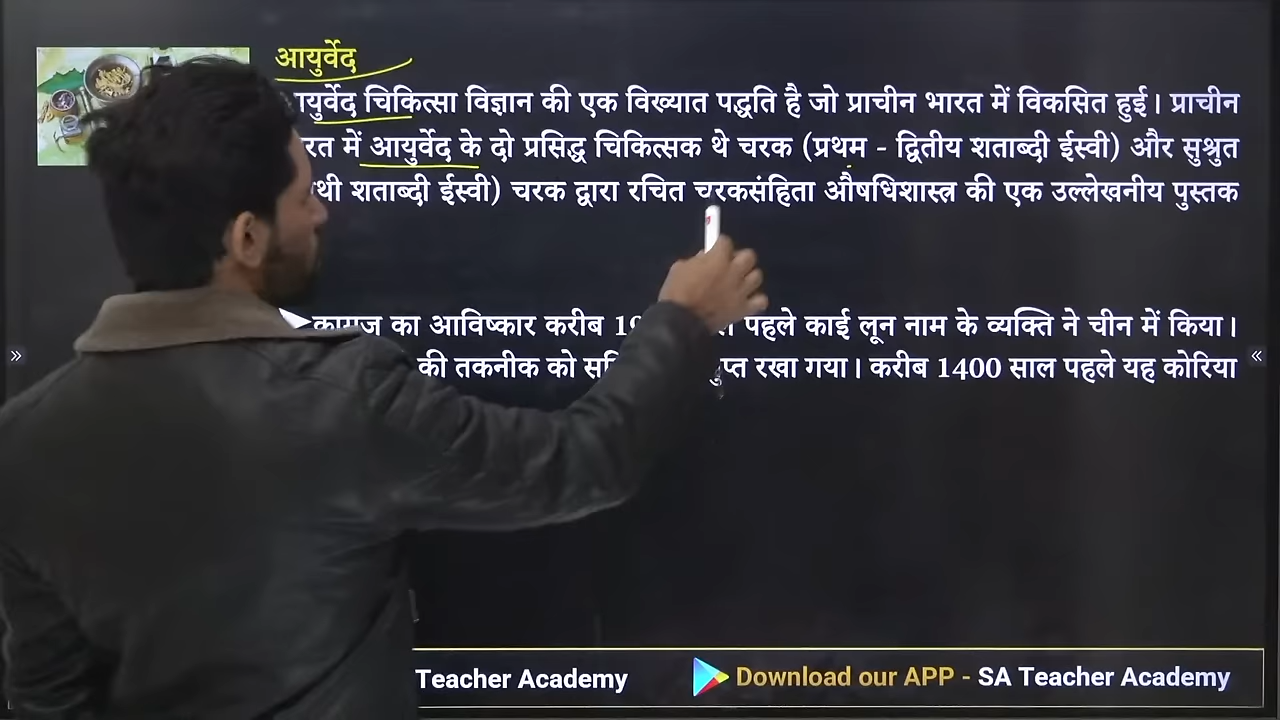 आयुर्वेद
चिकित्सा विज्ञान की एक विख्यात पद्धति है जो प्राचीन भारत में विकसित हुई। प्राचीन
में आयुर्वेद के दो प्रसिद्ध चिकित्सक थे चरक (प्रथम - द्वितीय शताब्दी ईस्वी) और सुश्रुत
शताब्दी ईस्वी) चरक द्वारा रचित चरकसंहिता औषधिशास्त्र की एक उल्लेखनीय पुस्तक
कागज का आविष्कार करीब पहले काई लून नाम के व्यक्ति ने चीन में किया।
की तकनीक को रखा गया। करीब 1400 साल पहले यह कोरिया
Teacher Academy Download our APP - SA Teacher Academy